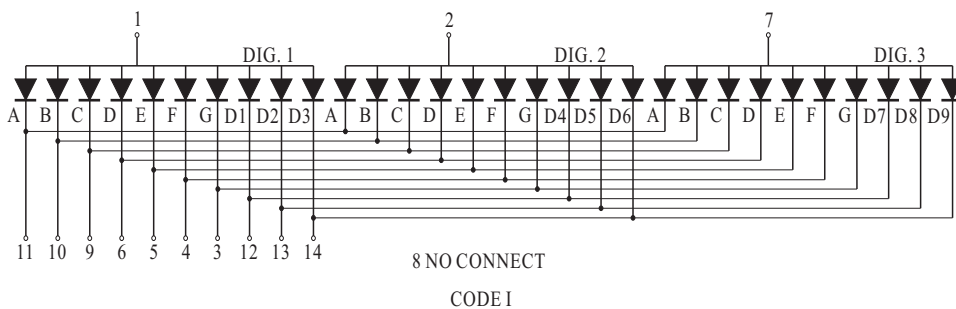 1 2 7
DIG. 1 DIG. 2 DIG. 3
A B C D E F G D1 D2 D3 A B C D E F G D4 D5 D6 A B C D E F G D7 D8 D9
11 10 9 6 5 4 3 12 13 14
8 NO CONNECT
CODE I